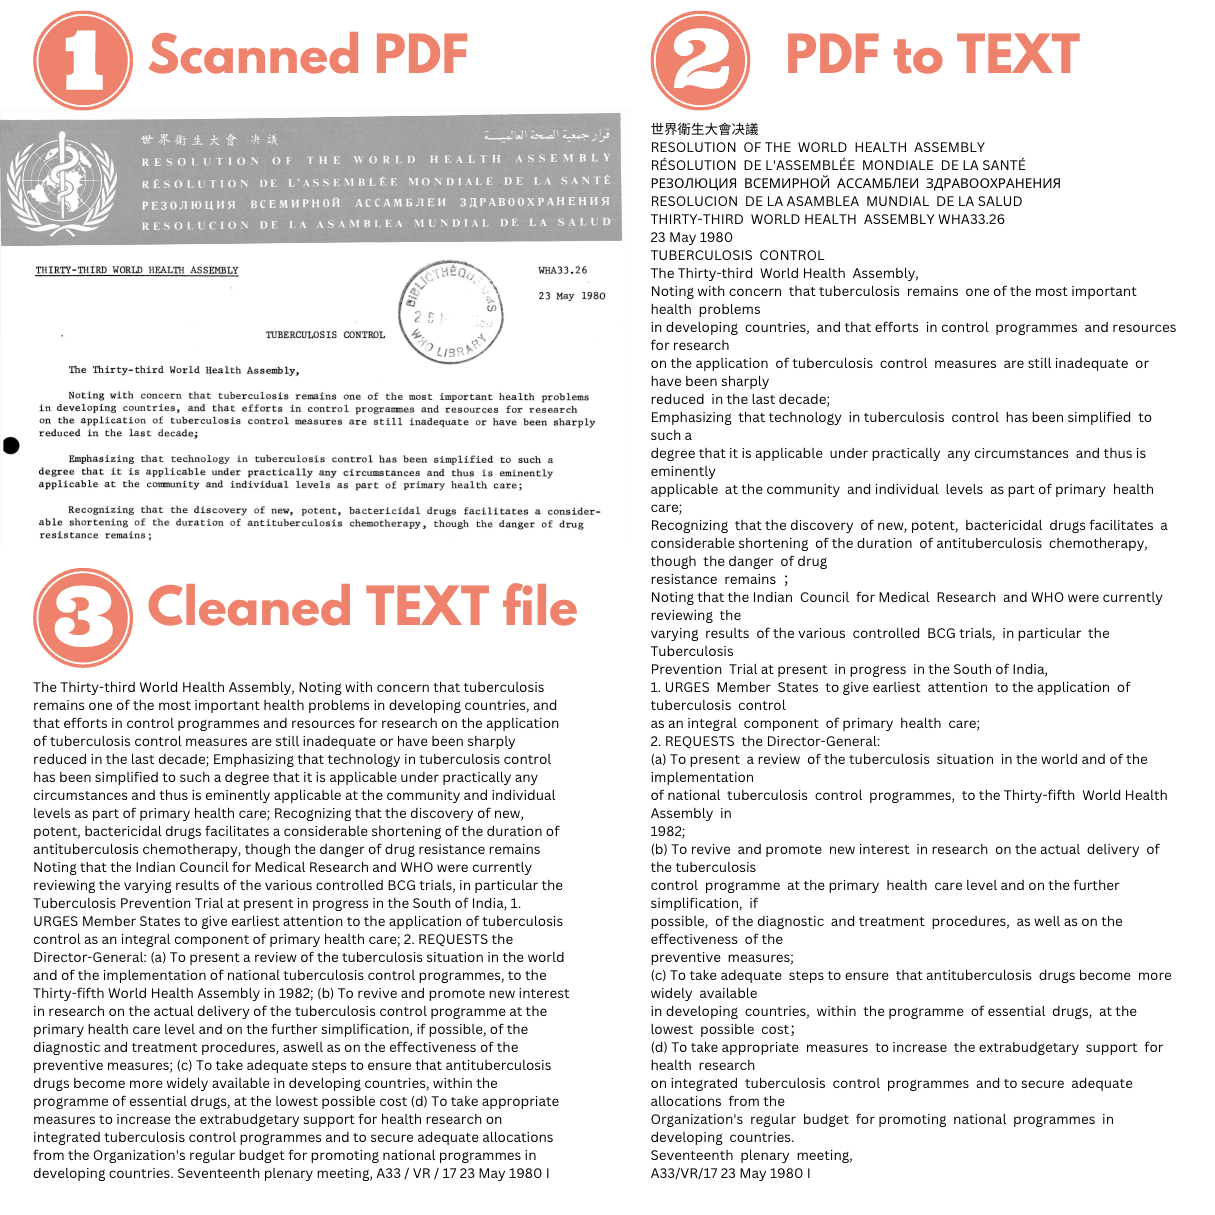 1 Scanned PDF
世界衛生大會 决議
قرار جمعية الصحة العالميـــة
RESOLUTION OF THE WORLD HEALTH ASSEMBLY
RÉSOLUTION DE L'ASSEMBLÉE MONDIALE DE LA SANTÉ
РЕЗОЛЮЦИЯ ВСЕМИРНОЙ АССАМБЛЕИ ЗДРАВООХРАНЕНИЯ
RESOLUCION DE LA ASAMBLEA MUNDIAL DE LA SALUD
THIRTY-THIRD WORLD HEALTH ASSEMBLY
WHA33.26
23 May 1980
BIBLIOTHÈQUE OMS
WHO LIBRARY
TUBERCULOSIS CONTROL
The Thirty-third World Health Assembly,
Noting with concern that tuberculosis remains one of the most important health problems
in developing countries, and that efforts in control programmes and resources for research
on the application of tuberculosis control measures are still inadequate or have been sharply
reduced in the last decade;
Emphasizing that technology in tuberculosis control has been simplified to such a
degree that it is applicable under practically any circumstances and thus is eminently
applicable at the community and individual levels as part of primary health care;
Recognizing that the discovery of new, potent, bactericidal drugs facilitates a consider-
able shortening of the duration of antituberculosis chemotherapy, though the danger of drug
resistance remains;
2 PDF to TEXT
世界衛生大會决議
RESOLUTION OF THE WORLD HEALTH ASSEMBLY
RÉSOLUTION DE L'ASSEMBLÉE MONDIALE DE LA SANTÉ
РЕЗОЛЮЦИЯ ВСЕМИРНОЙ АССАМБЛЕИ ЗДРАВООХРАНЕНИЯ
RESOLUCION DE LA ASAMBLEA MUNDIAL DE LA SALUD
THIRTY-THIRD WORLD HEALTH ASSEMBLY WHA33.26
23 May 1980
TUBERCULOSIS CONTROL
The Thirty-third World Health Assembly,
Noting with concern that tuberculosis remains one of the most important
health problems
in developing countries, and that efforts in control programmes and resources
for research
on the application of tuberculosis control measures are still inadequate or
have been sharply
reduced in the last decade;
Emphasizing that technology in tuberculosis control has been simplified to
such a
degree that it is applicable under practically any circumstances and thus is
eminently
applicable at the community and individual levels as part of primary health
care;
Recognizing that the discovery of new, potent, bactericidal drugs facilitates a
considerable shortening of the duration of antituberculosis chemotherapy,
though the danger of drug
resistance remains ;
Noting that the Indian Council for Medical Research and WHO were currently
reviewing the
varying results of the various controlled BCG trials, in particular the
Tuberculosis
Prevention Trial at present in progress in the South of India,
1. URGES Member States to give earliest attention to the application of
tuberculosis control
as an integral component of primary health care;
2. REQUESTS the Director-General:
(a) To present a review of the tuberculosis situation in the world and of the
implementation
of national tuberculosis control programmes, to the Thirty-fifth World Health
Assembly in
1982;
(b) To revive and promote new interest in research on the actual delivery of
the tuberculosis
control programme at the primary health care level and on the further
simplification, if
possible, of the diagnostic and treatment procedures, as well as on the
effectiveness of the
preventive measures;
(c) To take adequate steps to ensure that antituberculosis drugs become more
widely available
in developing countries, within the programme of essential drugs, at the
lowest possible cost;
(d) To take appropriate measures to increase the extrabudgetary support for
health research
on integrated tuberculosis control programmes and to secure adequate
allocations from the
Organization's regular budget for promoting national programmes in
developing countries.
Seventeenth plenary meeting,
A33/VR/17 23 May 1980 I
3 Cleaned TEXT file
The Thirty-third World Health Assembly, Noting with concern that tuberculosis
remains one of the most important health problems in developing countries, and
that efforts in control programmes and resources for research on the application
of tuberculosis control measures are still inadequate or have been sharply
reduced in the last decade; Emphasizing that technology in tuberculosis control
has been simplified to such a degree that it is applicable under practically any
circumstances and thus is eminently applicable at the community and individual
levels as part of primary health care; Recognizing that the discovery of new,
potent, bactericidal drugs facilitates a considerable shortening of the duration of
antituberculosis chemotherapy, though the danger of drug resistance remains
Noting that the Indian Council for Medical Research and WHO were currently
reviewing the varying results of the various controlled BCG trials, in particular the
Tuberculosis Prevention Trial at present in progress in the South of India, 1.
URGES Member States to give earliest attention to the application of tuberculosis
control as an integral component of primary health care; 2. REQUESTS the
Director-General: (a) To present a review of the tuberculosis situation in the world
and of the implementation of national tuberculosis control programmes, to the
Thirty-fifth World Health Assembly in 1982; (b) To revive and promote new interest
in research on the actual delivery of the tuberculosis control programme at the
primary health care level and on the further simplification, if possible, of the
diagnostic and treatment procedures, aswell as on the effectiveness of the
preventive measures; (c) To take adequate steps to ensure that antituberculosis
drugs become more widely available in developing countries, within the
programme of essential drugs, at the lowest possible cost (d) To take appropriate
measures to increase the extrabudgetary support for health research on
integrated tuberculosis control programmes and to secure adequate allocations
from the Organization's regular budget for promoting national programmes in
developing countries. Seventeenth plenary meeting, A33 / VR / 17 23 May 1980 I